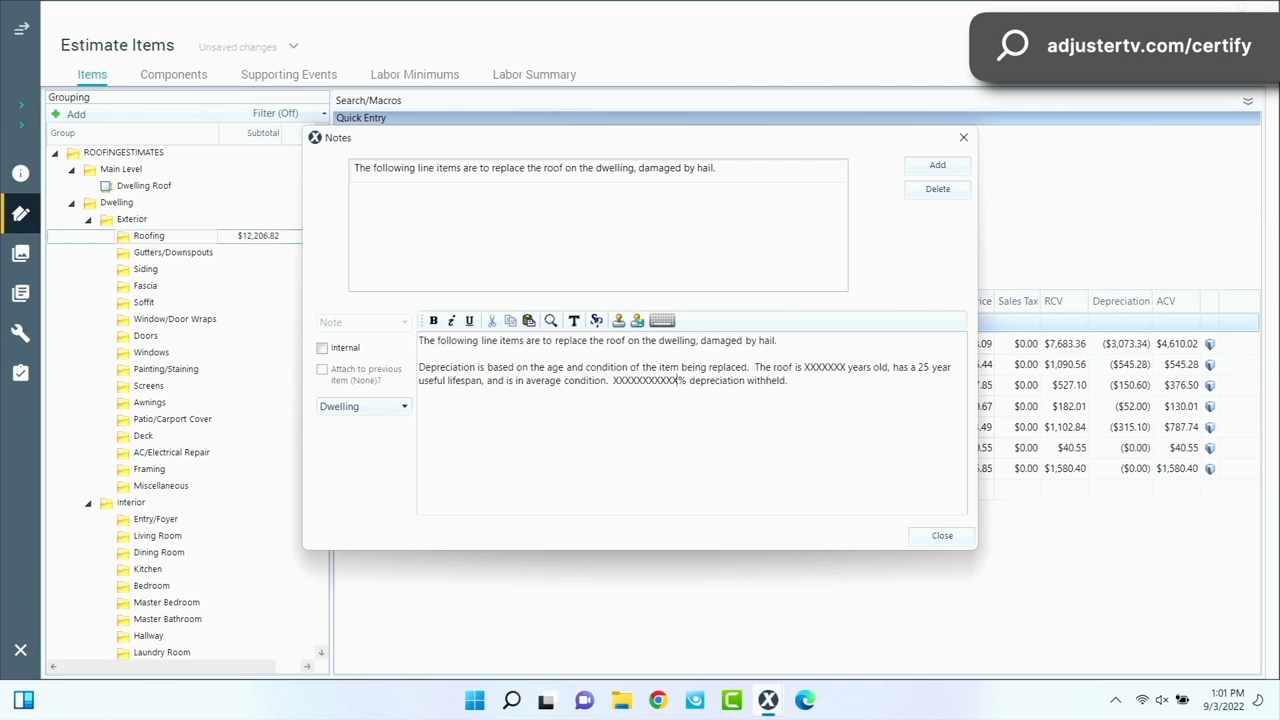 adjustertv.com/certify
Estimate Items
Unsaved changes
Items Components Supporting Events Labor Minimums Labor Summary
Grouping
Add Filter (Off)
Group Subtotal
ROOFINGESTIMATES
Main Level
Dwelling Roof
Dwelling
Exterior
Roofing $12,206.82
Gutters/Downspouts
Siding
Fascia
Soffit
Window/Door Wraps
Doors
Windows
Painting/Staining
Screens
Awnings
Patio/Carport Cover
Deck
AC/Electrical Repair
Framing
Miscellaneous
Interior
Entry/Foyer
Living Room
Dining Room
Kitchen
Bedroom
Master Bedroom
Master Bathroom
Hallway
Laundry Room
Search/Macros
Quick Entry
Notes
The following line items are to replace the roof on the dwelling, damaged by hail.
Add
Delete
Note
Internal
Attach to previous
item (None)?
Dwelling
B i U
The following line items are to replace the roof on the dwelling, damaged by hail.
Depreciation is based on the age and condition of the item being replaced. The roof is XXXXXXX years old, has a 25 year
useful lifespan, and is in average condition. XXXXXXXXXXX% depreciation withheld.
Close
ice Sales Tax RCV Depreciation ACV
.09 $0.00 $7,683.36 ($3,073.34) $4,610.02
.44 $0.00 $1,090.56 ($545.28) $545.28
.85 $0.00 $527.10 ($150.60) $376.50
.67 $0.00 $182.01 ($52.00) $130.01
.49 $0.00 $1,102.84 ($315.10) $787.74
.55 $0.00 $40.55 ($0.00) $40.55
.85 $0.00 $1,580.40 ($0.00) $1,580.40
1:01 PM
9/3/2022